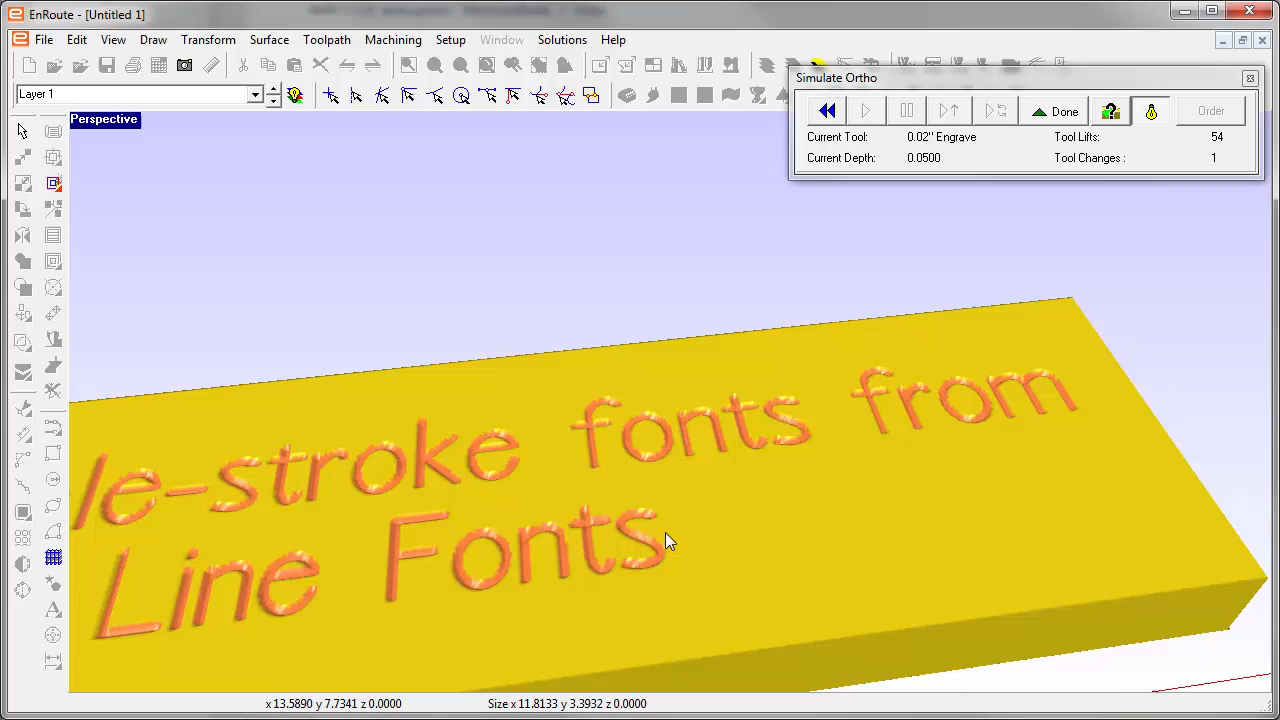 EnRoute - [Untitled 1]
File Edit View Draw Transform Surface Toolpath Machining Setup Window Solutions Help
Layer 1
Perspective
Simulate Ortho
Done
Order
Current Tool: 0.02" Engrave Tool Lifts: 54
Current Depth: 0.0500 Tool Changes : 1
le-stroke fonts from
Line Fonts
x 13.5890 y 7.7341 z 0.0000 Size x 11.8133 y 3.3932 z 0.0000